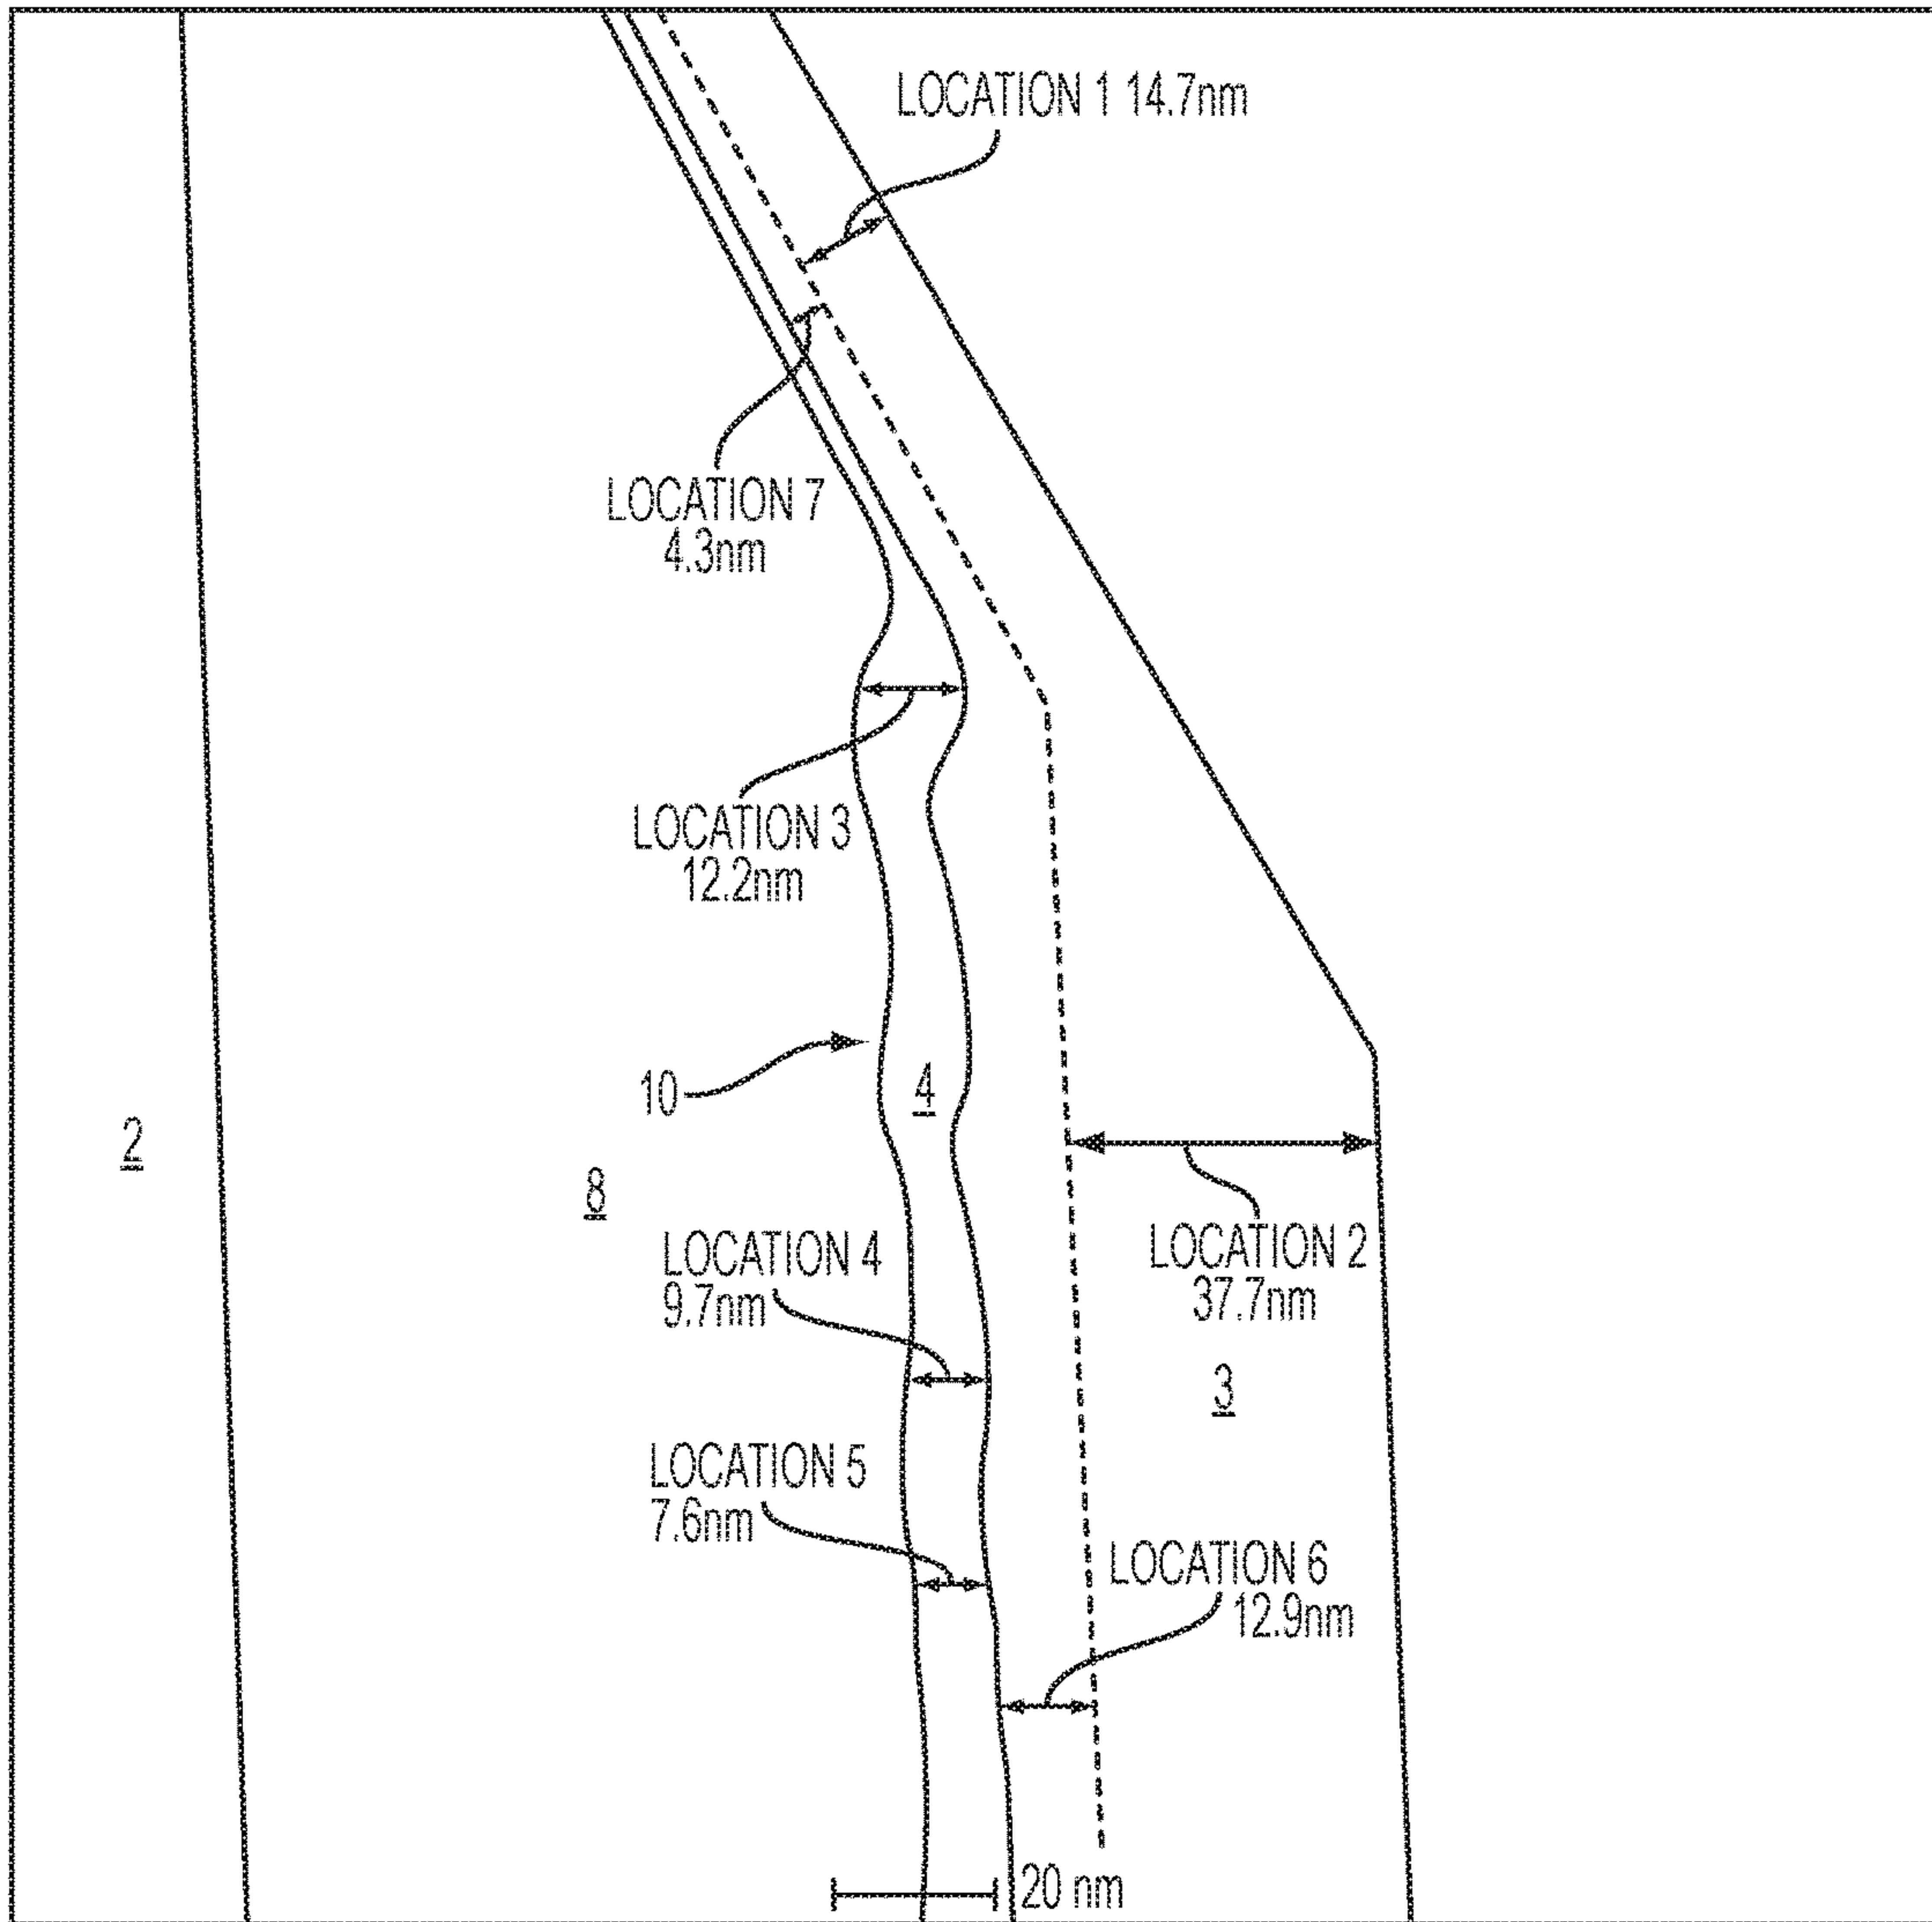 LOCATION 1 14.7nm
LOCATION 7
4.3nm
LOCATION 3
12.2nm
10
4
2
8
LOCATION 2
37.7nm
LOCATION 4
9.7nm
3
LOCATION 5
7.6nm
LOCATION 6
12.9nm
20 nm